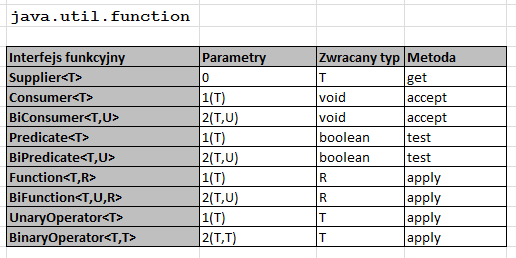 java.util.function
Interfejs funkcyjny Parametry Zwracany typ Metoda
Supplier<T> 0 T get
Consumer<T> 1(T) void accept
BiConsumer<T,U> 2(T,U) void accept
Predicate<T> 1(T) boolean test
BiPredicate<T,U> 2(T,U) boolean test
Function<T,R> 1(T) R apply
BiFunction<T,U,R> 2(T,U) R apply
UnaryOperator<T> 1(T) T apply
BinaryOperator<T,T> 2(T,T) T apply